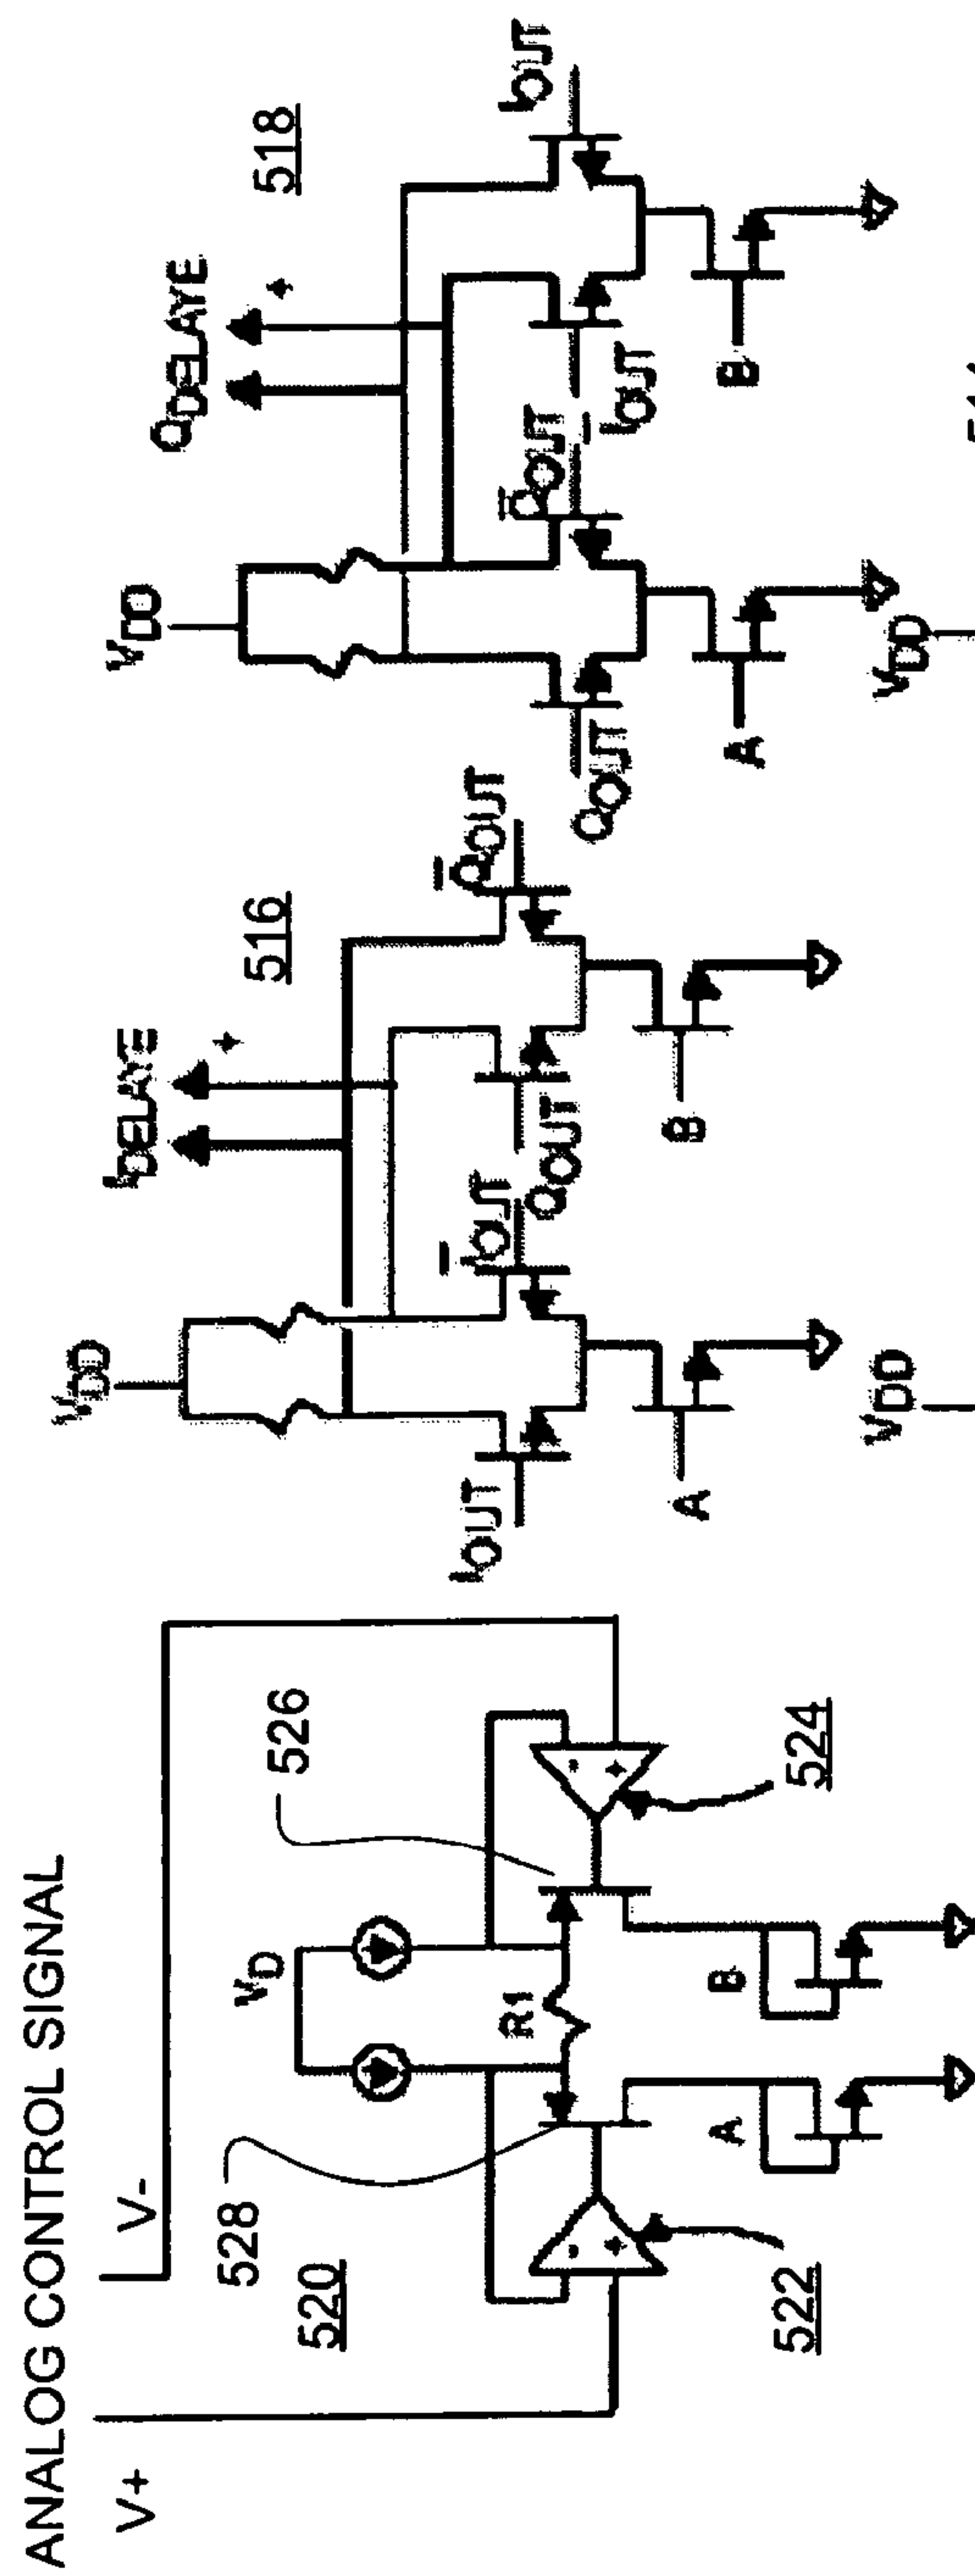 ANALOG CONTROL SIGNAL
V+
V-
528
520
522
VD
R1
526
524
A
B
VDD
IDELAYE
+
516
IOUT
IOUT
QOUT
QOUT
A
B
VDD
QDELAYE
+
518
QOUT
QOUT
IOUT
IOUT
A
B
VDD
VDD